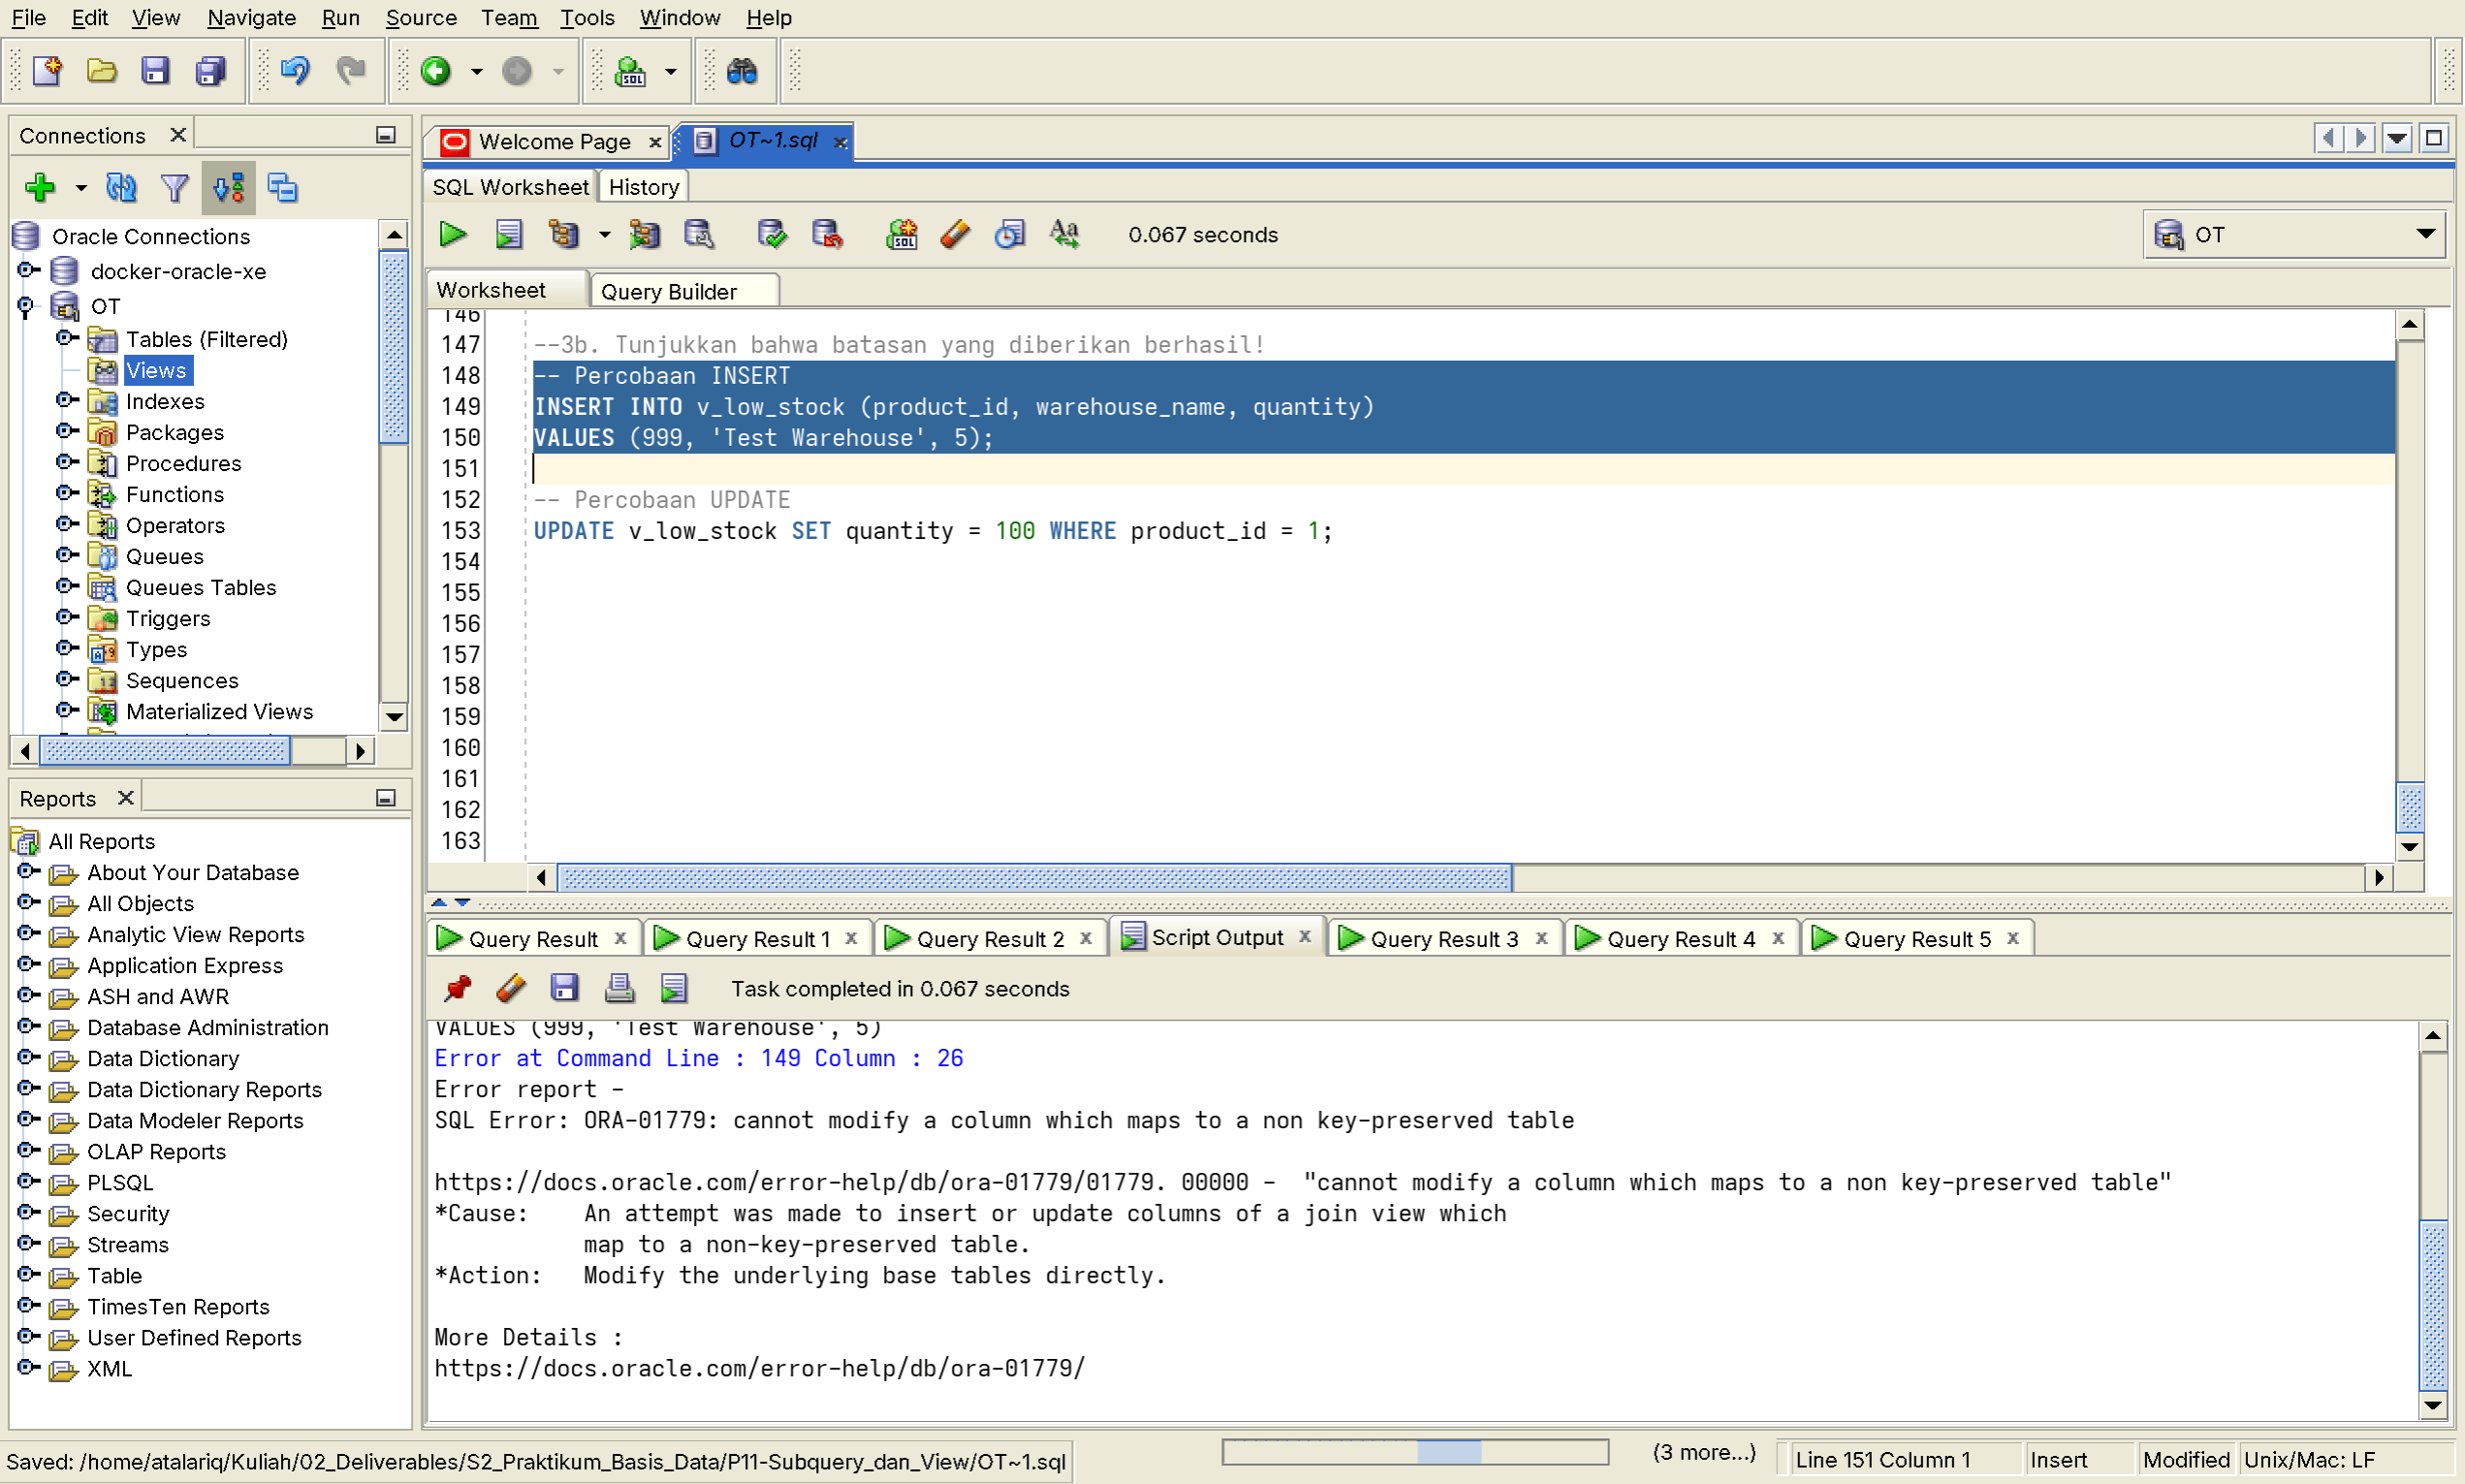 File Edit View Navigate Run Source Team Tools Window Help
Connections
Oracle Connections
docker-oracle-xe
OT
Tables (Filtered)
Views
Indexes
Packages
Procedures
Functions
Operators
Queues
Queues Tables
Triggers
Types
Sequences
Materialized Views
Reports
All Reports
About Your Database
All Objects
Analytic View Reports
Application Express
ASH and AWR
Database Administration
Data Dictionary
Data Dictionary Reports
Data Modeler Reports
OLAP Reports
PLSQL
Security
Streams
Table
TimesTen Reports
User Defined Reports
XML
Welcome Page OT~1.sql
SQL Worksheet History
0.067 seconds OT
Worksheet Query Builder
146
147 --3b. Tunjukkan bahwa batasan yang diberikan berhasil!
148 -- Percobaan INSERT
149 INSERT INTO v_low_stock (product_id, warehouse_name, quantity)
150 VALUES (999, 'Test Warehouse', 5);
151
152 -- Percobaan UPDATE
153 UPDATE v_low_stock SET quantity = 100 WHERE product_id = 1;
154
155
156
157
158
159
160
161
162
163
Query Result Query Result 1 Query Result 2 Script Output Query Result 3 Query Result 4 Query Result 5
Task completed in 0.067 seconds
VALUES (999, 'Test Warehouse', 5)
Error at Command Line : 149 Column : 26
Error report -
SQL Error: ORA-01779: cannot modify a column which maps to a non key-preserved table
https://docs.oracle.com/error-help/db/ora-01779/01779. 00000 -  "cannot modify a column which maps to a non key-preserved table"
*Cause:    An attempt was made to insert or update columns of a join view which
map to a non-key-preserved table.
*Action:   Modify the underlying base tables directly.
More Details :
https://docs.oracle.com/error-help/db/ora-01779/
Saved: /home/atalariq/Kuliah/02_Deliverables/S2_Praktikum_Basis_Data/P11-Subquery_dan_View/OT~1.sql (3 more...) Line 151 Column 1 Insert Modified Unix/Mac: LF